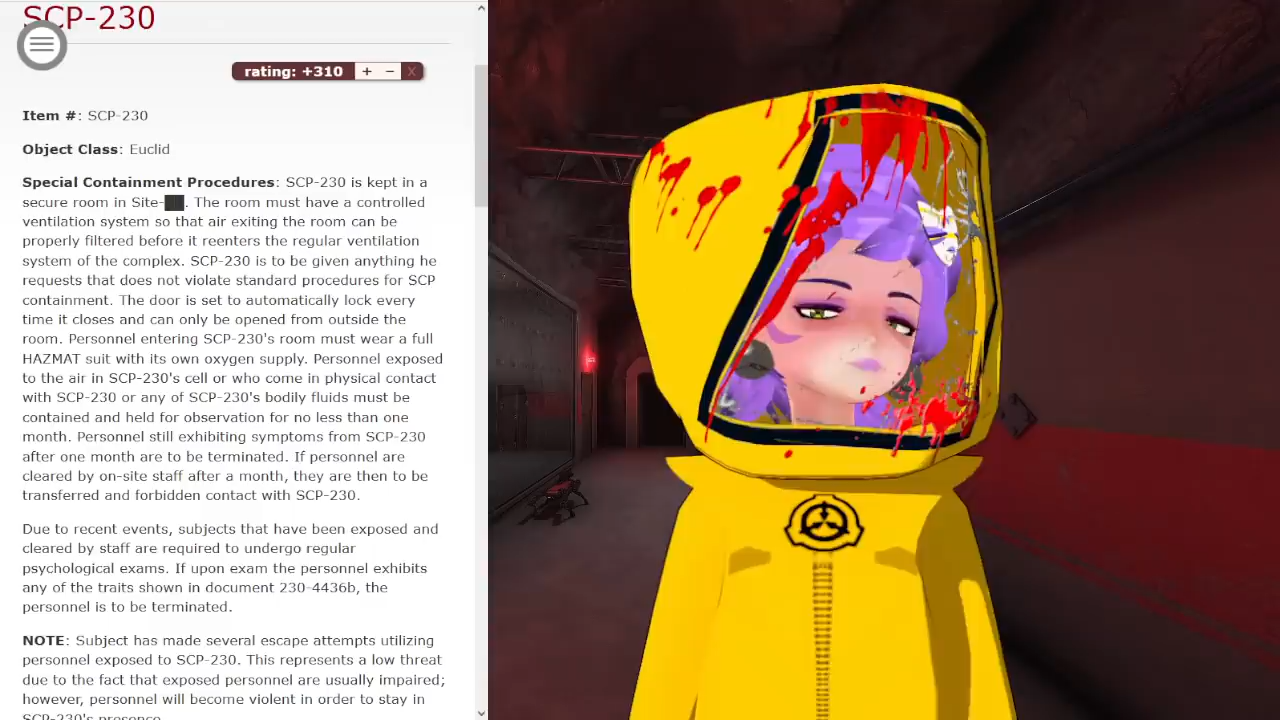 SCP-230
rating: +310 + − X
Item #: SCP-230
Object Class: Euclid
Special Containment Procedures: SCP-230 is kept in a
secure room in Site-██. The room must have a controlled
ventilation system so that air exiting the room can be
properly filtered before it reenters the regular ventilation
system of the complex. SCP-230 is to be given anything he
requests that does not violate standard procedures for SCP
containment. The door is set to automatically lock every
time it closes and can only be opened from outside the
room. Personnel entering SCP-230's room must wear a full
HAZMAT suit with its own oxygen supply. Personnel exposed
to the air in SCP-230's cell or who come in physical contact
with SCP-230 or any of SCP-230's bodily fluids must be
contained and held for observation for no less than one
month. Personnel still exhibiting symptoms from SCP-230
after one month are to be terminated. If personnel are
cleared by on-site staff after a month, they are then to be
transferred and forbidden contact with SCP-230.
Due to recent events, subjects that have been exposed and
cleared by staff are required to undergo regular
psychological exams. If upon exam the personnel exhibits
any of the traits shown in document 230-4436b, the
personnel is to be terminated.
NOTE: Subject has made several escape attempts utilizing
personnel exposed to SCP-230. This represents a low threat
due to the fact that exposed personnel are usually impaired;
however, personnel will become violent in order to stay in
SCP-230's presence.